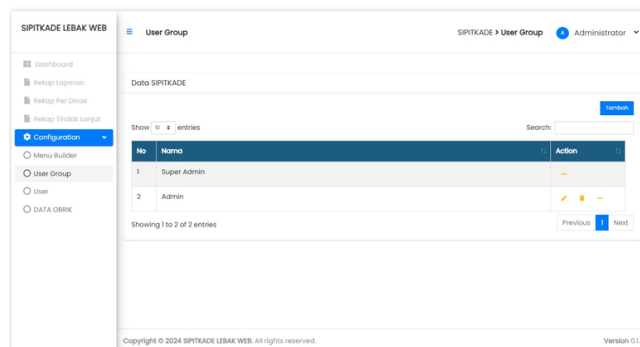 SIPITKADE LEBAK WEB
User Group
SIPITKADE > User Group
A
Administrator
Dashboard
Rekap Laporan
Rekap Per Dinas
Rekap Tindak Lanjut
Configuration
Menu Builder
User Group
User
DATA OBRIK
Data SIPITKADE
Tambah
Show 10 entries
Search:
No Nama Action
1 Super Admin
2 Admin
Showing 1 to 2 of 2 entries
Previous 1 Next
Copyright © 2024 SIPITKADE LEBAK WEB. All rights reserved.
Version 0.1.